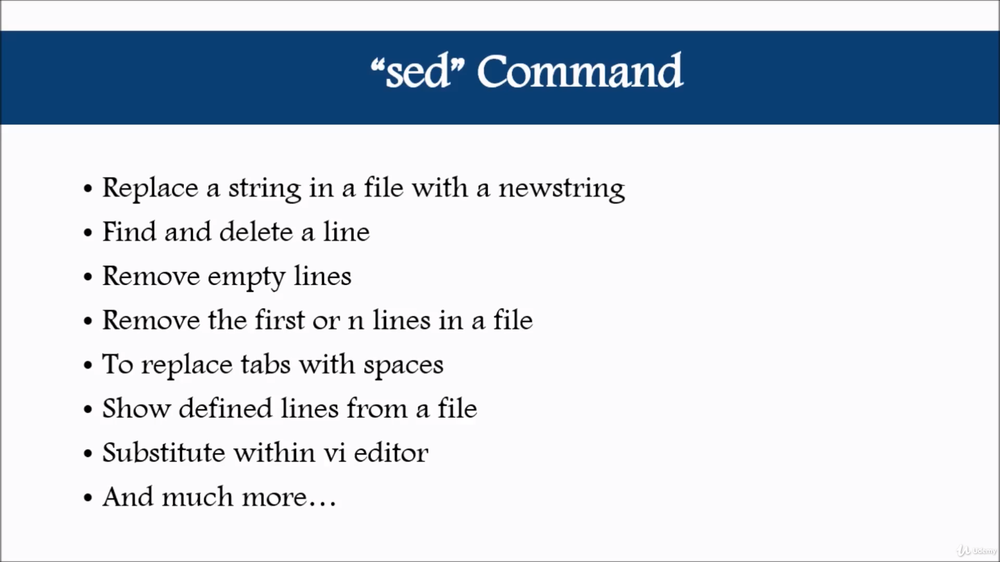 “sed” Command
• Replace a string in a file with a newstring
• Find and delete a line
• Remove empty lines
• Remove the first or n lines in a file
• To replace tabs with spaces
• Show defined lines from a file
• Substitute within vi editor
• And much more...
Udemy